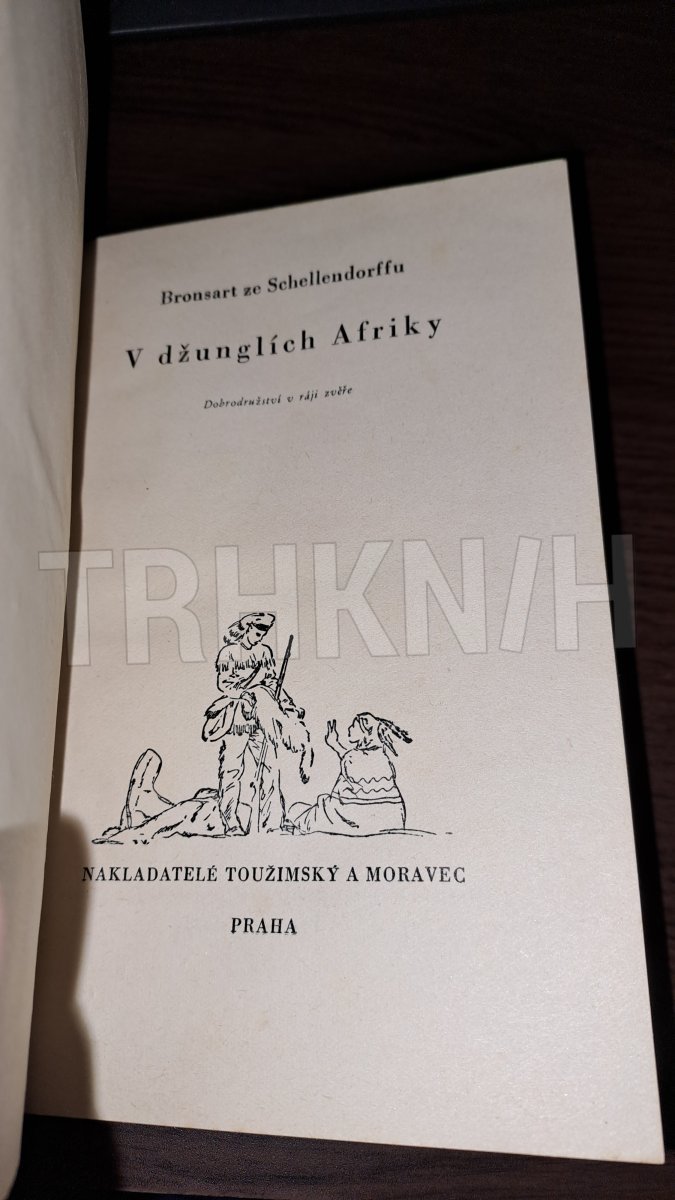 Bronsart ze Schellendorffu
V džunglích Afriky
Dobrodružství v ráji zvěře
TRHKNIH
NAKLADATELÉ TOUŽIMSKÝ A MORAVEC
PRAHA